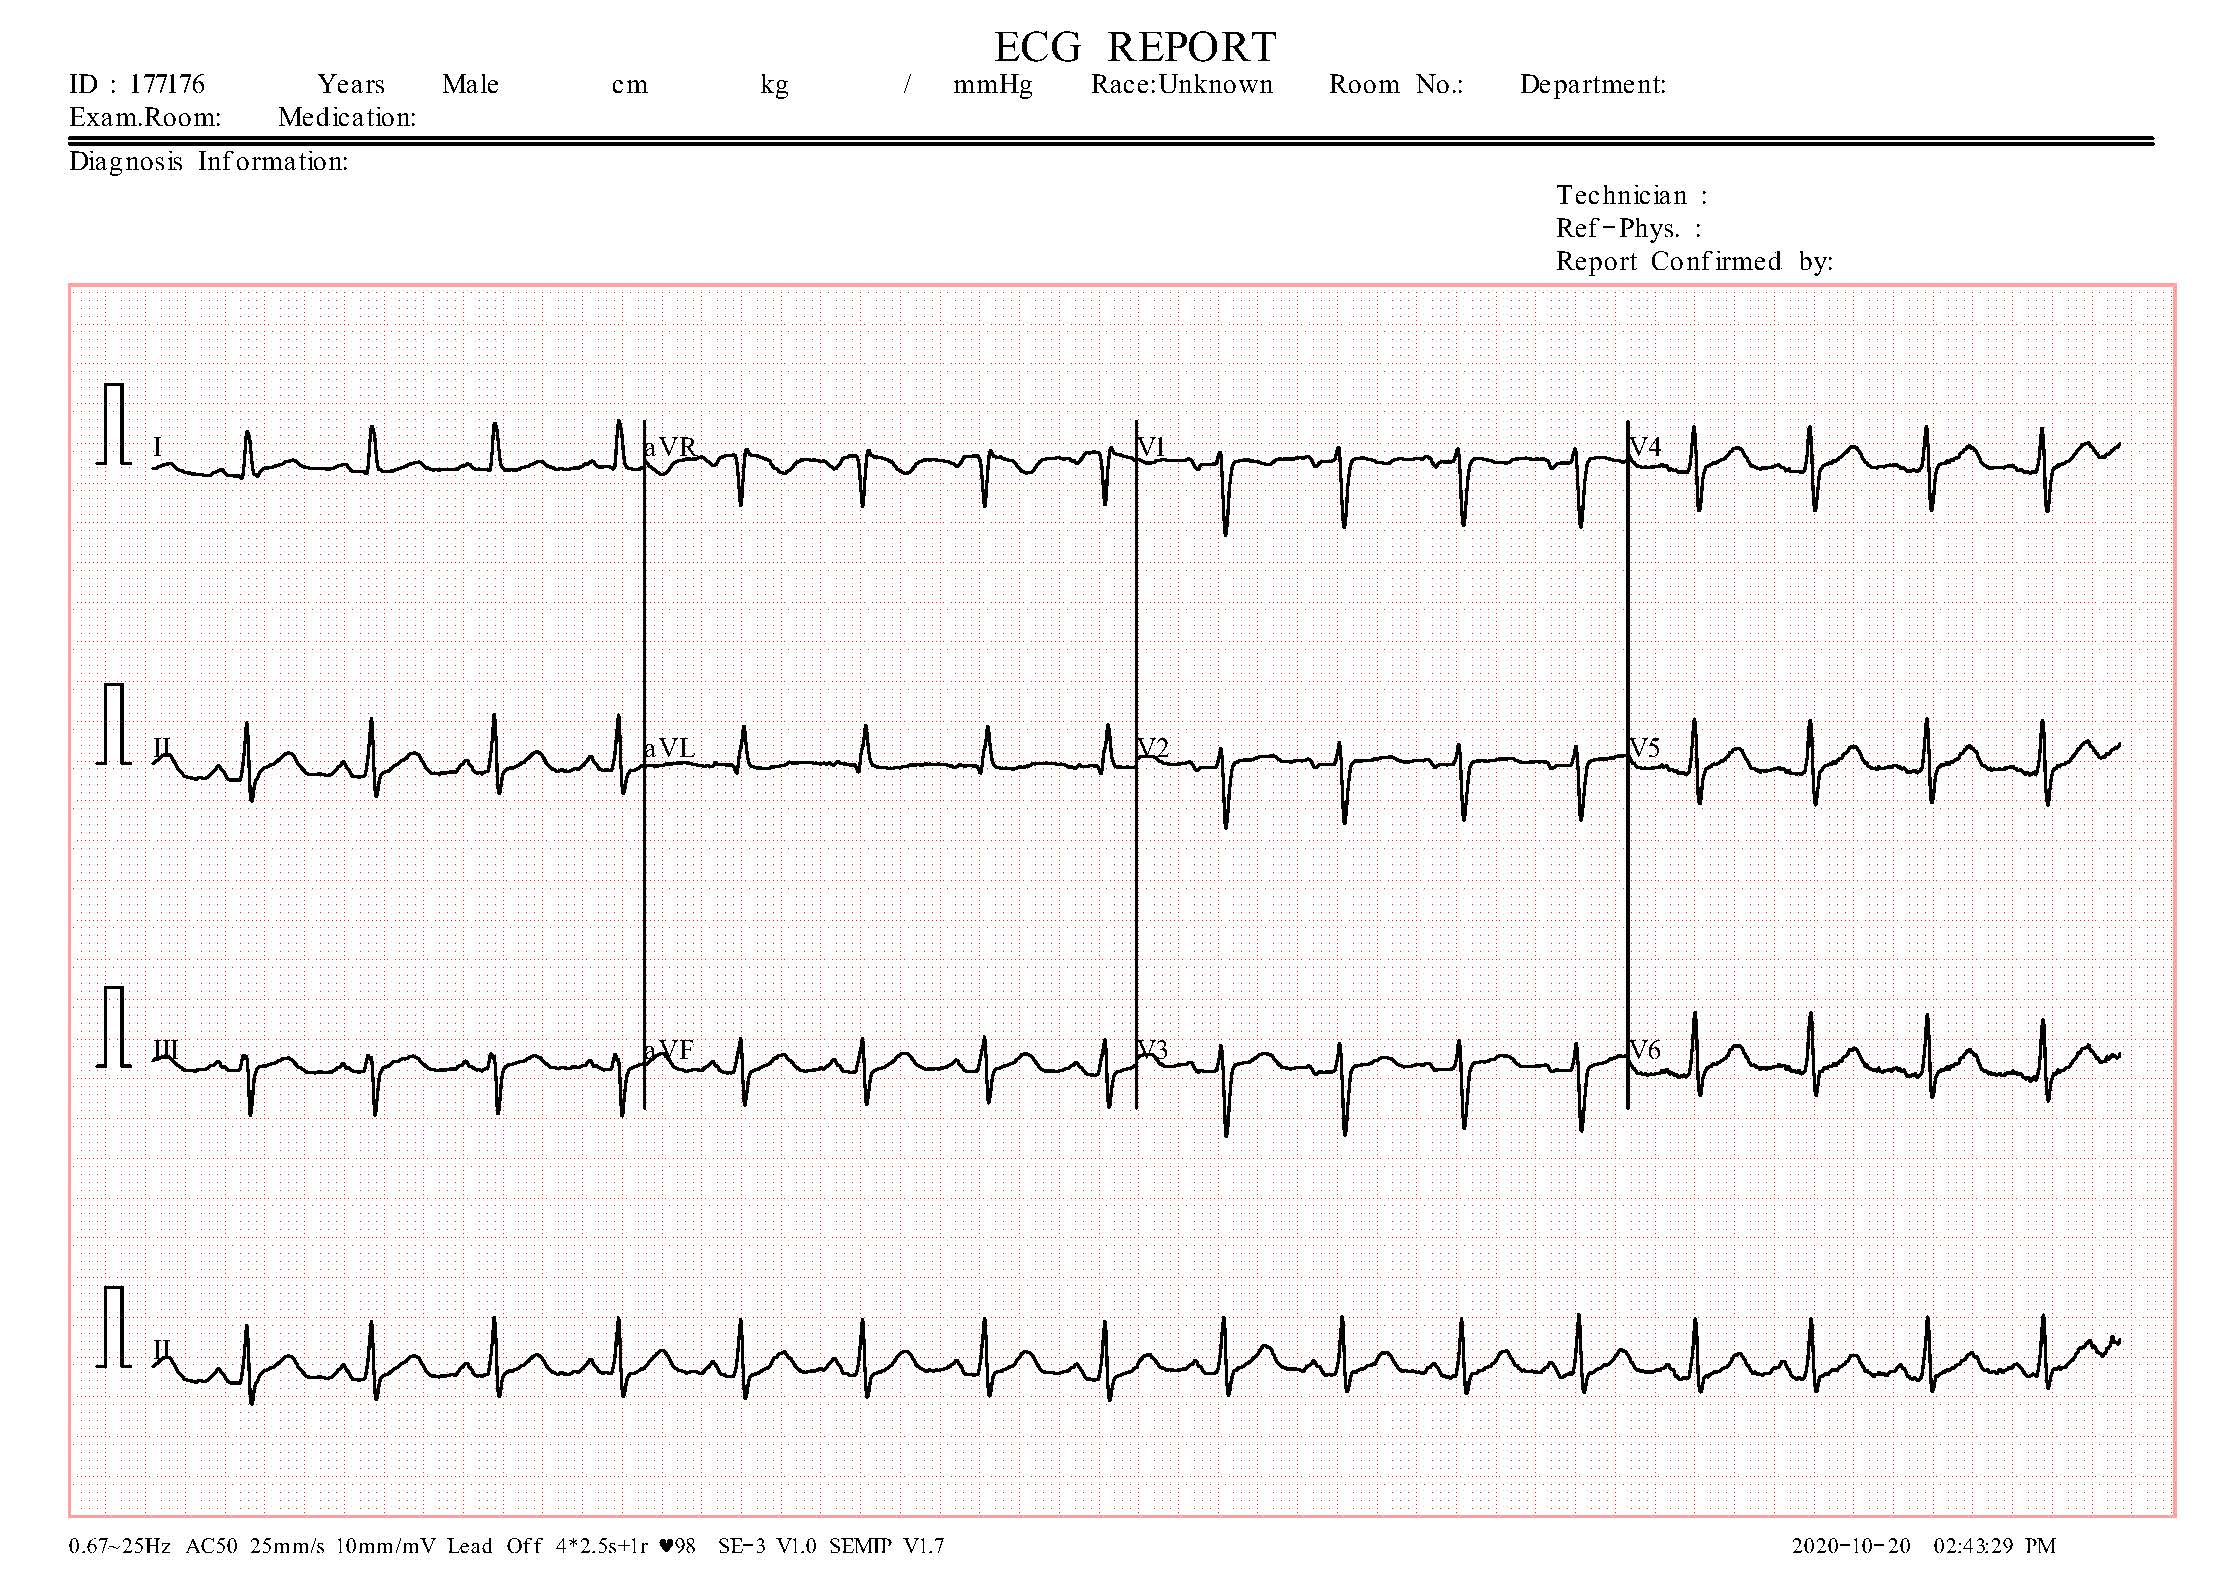 ECG REPORT
ID : 177176 Years Male cm kg / mmHg Race:Unknown Room No.: Department:
Exam.Room: Medication:
Diagnosis Information:
Technician :
Ref-Phys. :
Report Confirmed by:
I aVR V1 V4
II aVL V2 V5
III aVF V3 V6
II
0.67~25Hz AC50 25mm/s 10mm/mV Lead Off 4*2.5s+1r ♥98 SE-3 V1.0 SEMIP V1.7 2020-10-20 02:43:29 PM